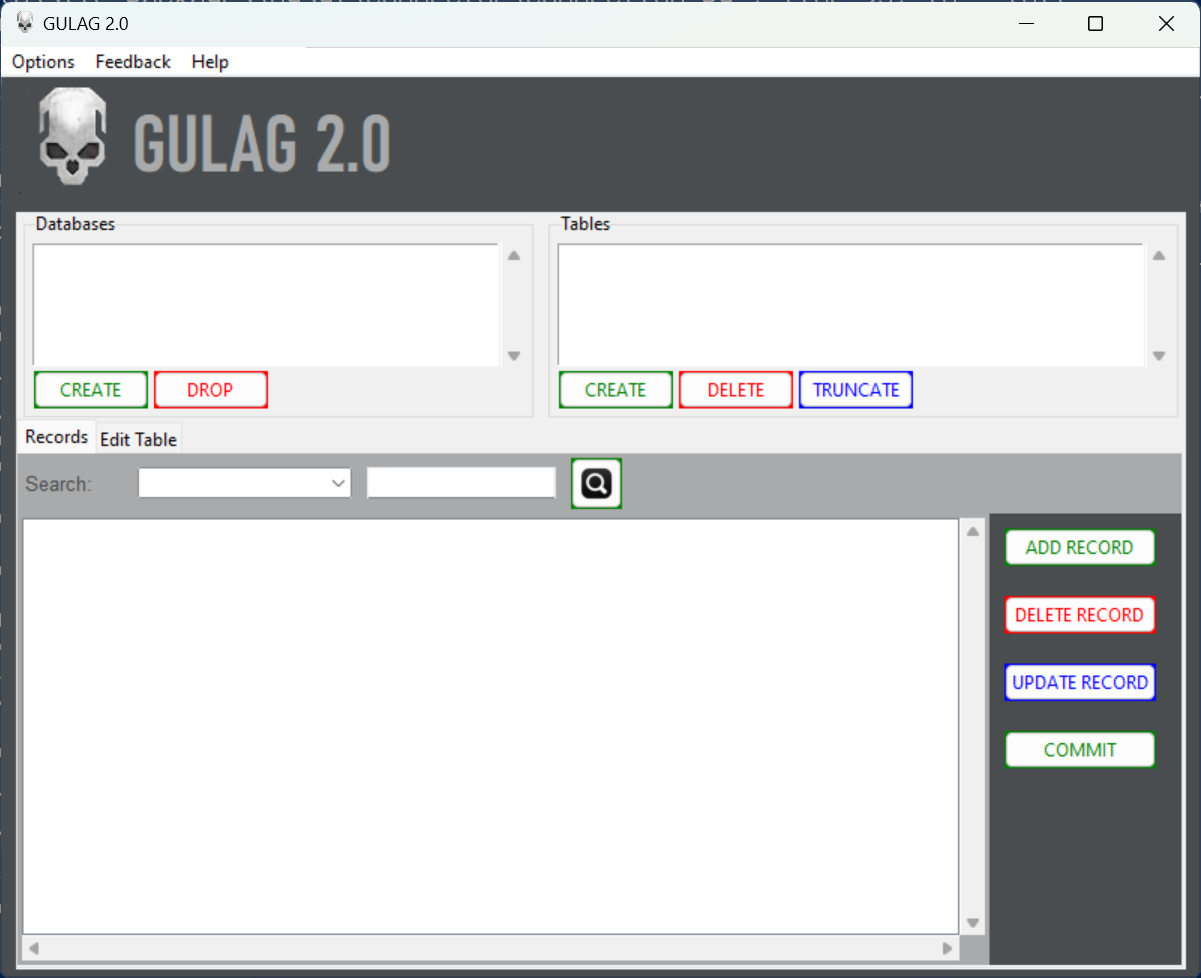 GULAG 2.0
Options Feedback Help
GULAG 2.0
Databases
Tables
CREATE DROP
CREATE DELETE TRUNCATE
Records Edit Table
Search:
ADD RECORD
DELETE RECORD
UPDATE RECORD
COMMIT